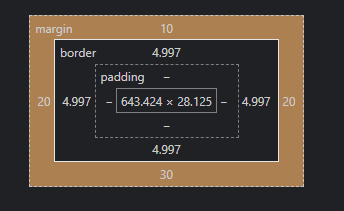 margin 10
border 4.997
padding –
20 4.997 – 643.424 × 28.125 – 4.997 20
–
4.997
30